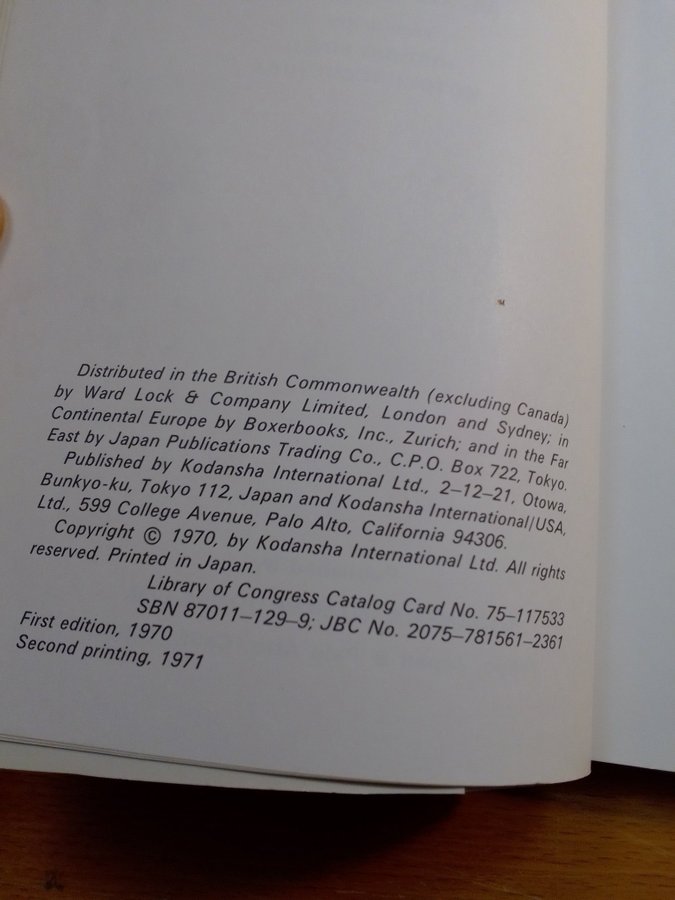 Distributed in the British Commonwealth (excluding Canada)
by Ward Lock & Company Limited, London and Sydney; in
Continental Europe by Boxerbooks, Inc., Zurich; and in the Far
East by Japan Publications Trading Co., C.P.O. Box 722, Tokyo.
Published by Kodansha International Ltd., 2–12–21, Otowa,
Bunkyo-ku, Tokyo 112, Japan and Kodansha International/USA,
Ltd., 599 College Avenue, Palo Alto, California 94306.
Copyright © 1970, by Kodansha International Ltd. All rights
reserved. Printed in Japan.
Library of Congress Catalog Card No. 75–117533
SBN 87011–129–9; JBC No. 2075–781561–2361
First edition, 1970
Second printing, 1971